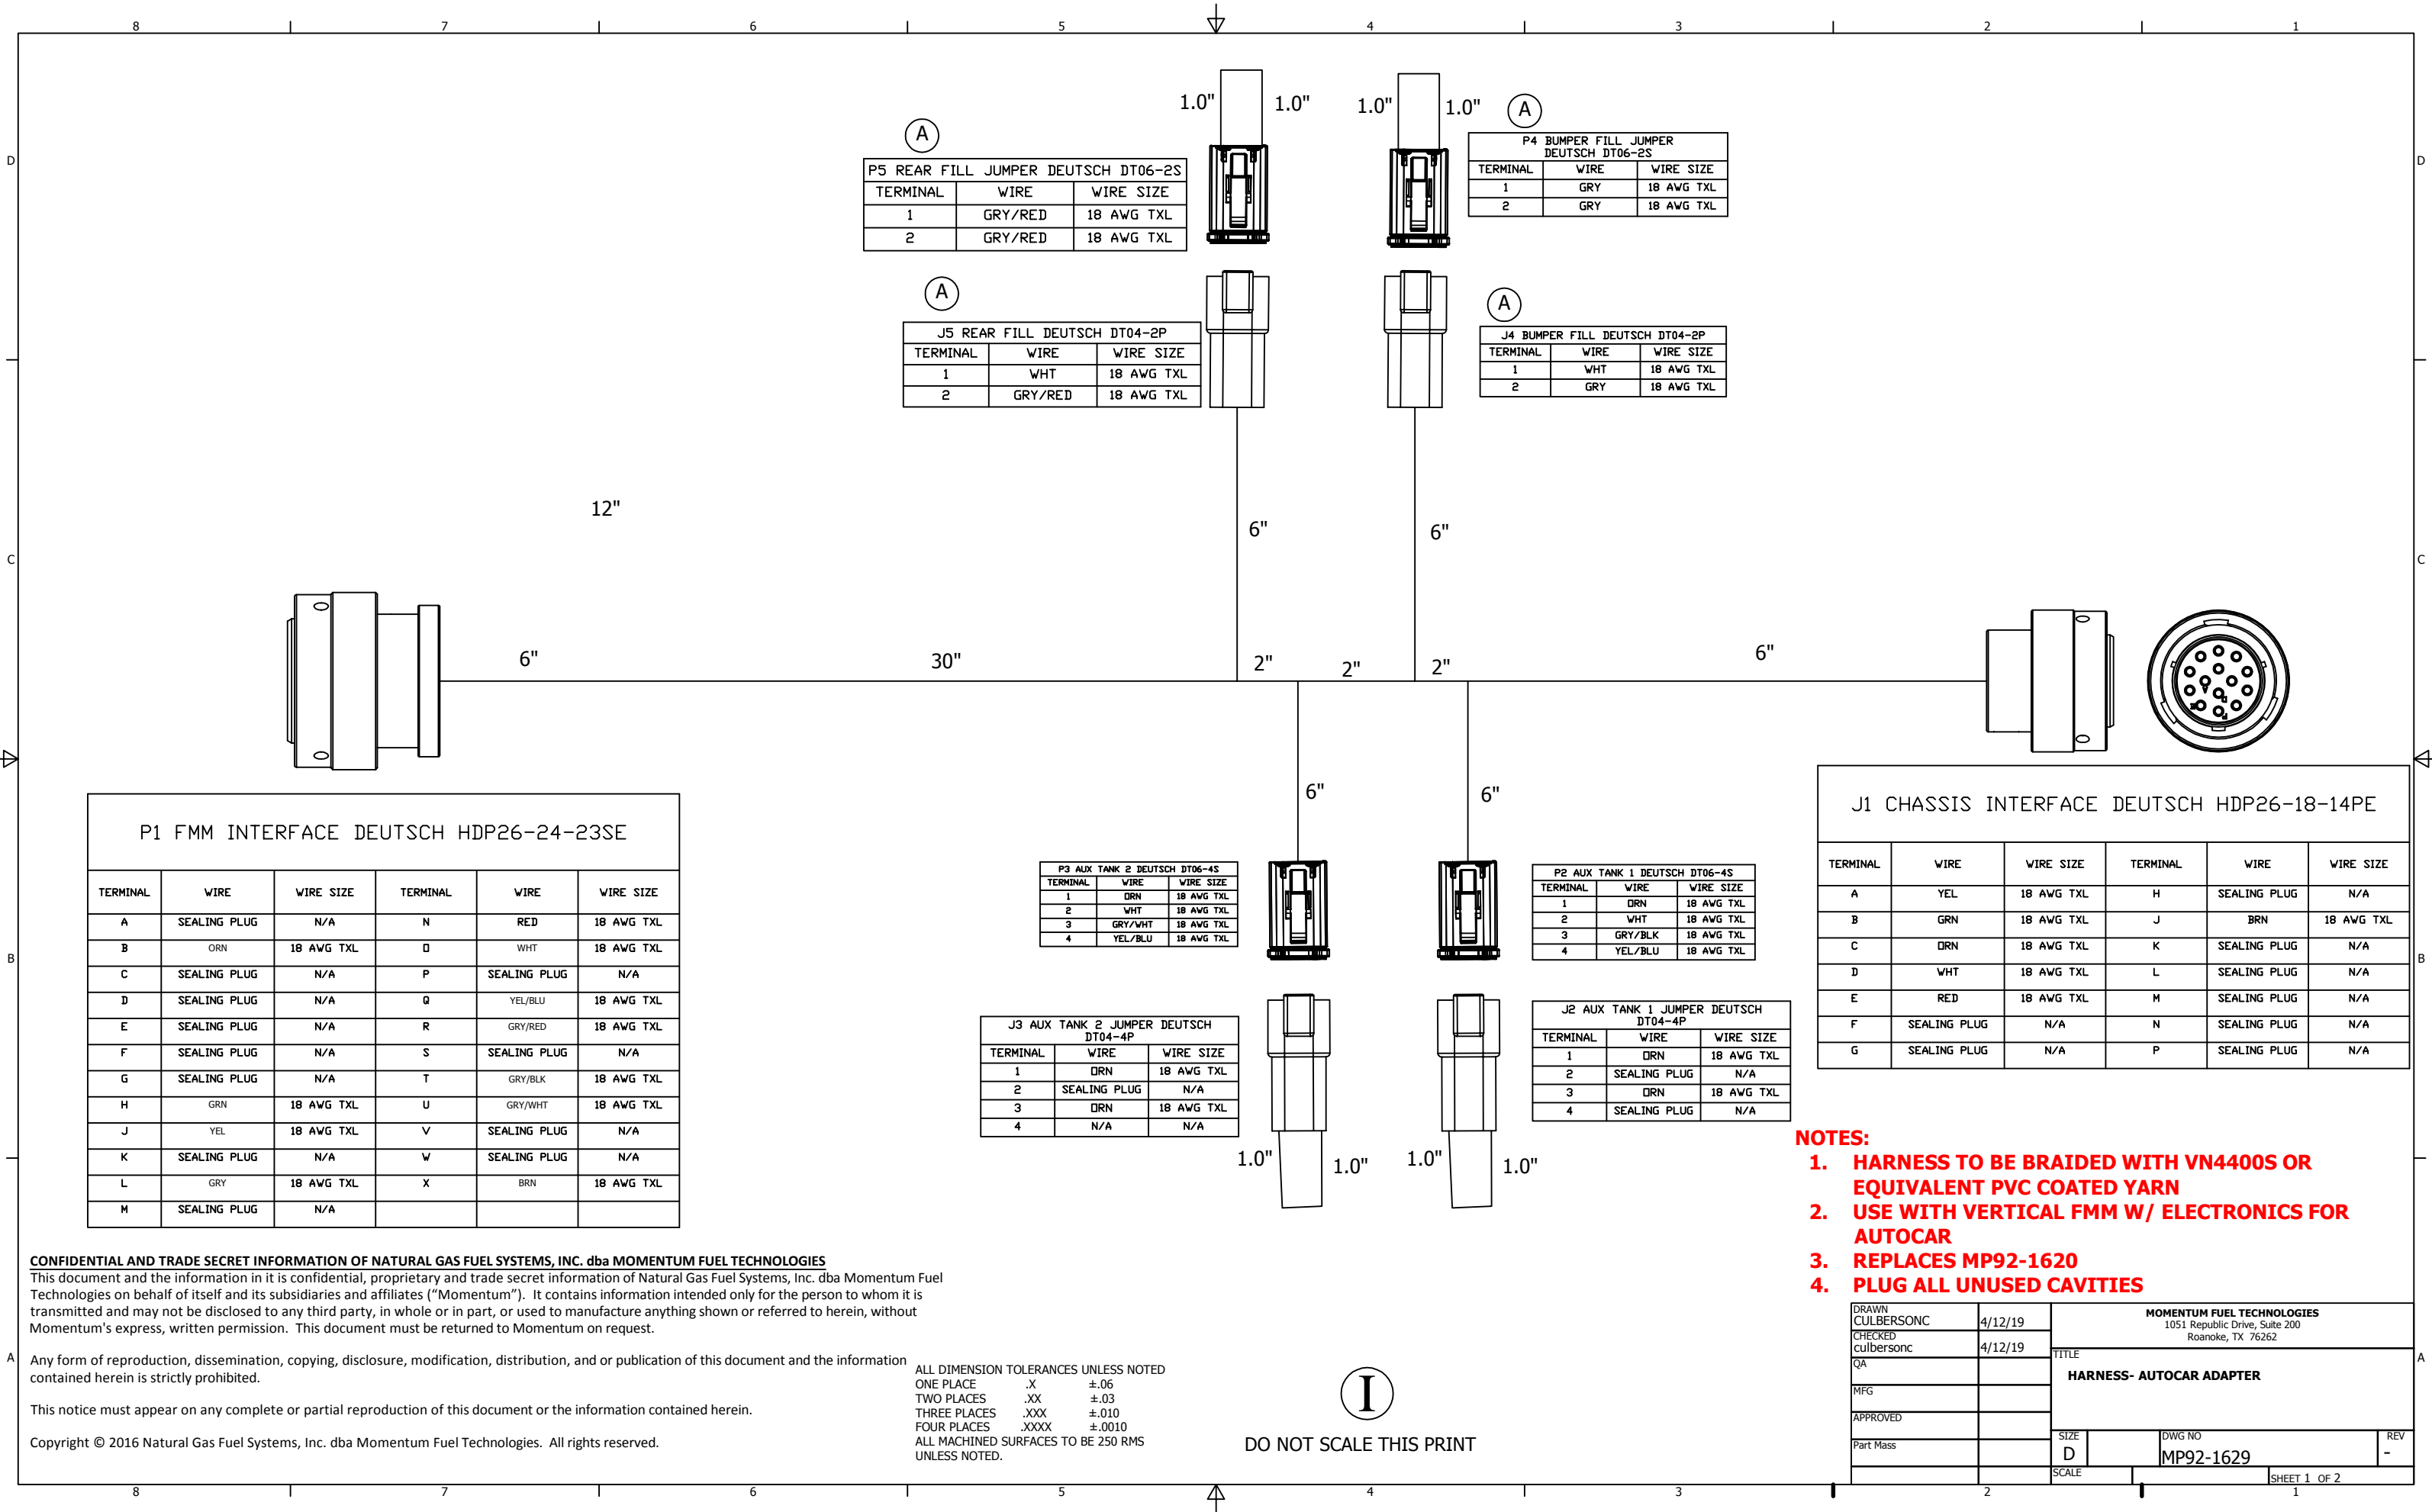 8 7 6 5 4 3 2 1
D
C
B
A
D
C
B
A
1.0" 1.0" 1.0" 1.0"
A
P5 REAR FILL JUMPER DEUTSCH DT06-2S
TERMINAL WIRE WIRE SIZE
1 GRY/RED 18 AWG TXL
2 GRY/RED 18 AWG TXL
A
P4 BUMPER FILL JUMPER
DEUTSCH DT06-2S
TERMINAL WIRE WIRE SIZE
1 GRY 18 AWG TXL
2 GRY 18 AWG TXL
A
J5 REAR FILL DEUTSCH DT04-2P
TERMINAL WIRE WIRE SIZE
1 WHT 18 AWG TXL
2 GRY/RED 18 AWG TXL
A
J4 BUMPER FILL DEUTSCH DT04-2P
TERMINAL WIRE WIRE SIZE
1 WHT 18 AWG TXL
2 GRY 18 AWG TXL
12"
6" 6"
6" 30" 2" 2" 2" 6"
6" 6"
P1 FMM INTERFACE DEUTSCH HDP26-24-23SE
TERMINAL WIRE WIRE SIZE TERMINAL WIRE WIRE SIZE
A SEALING PLUG N/A N RED 18 AWG TXL
B ORN 18 AWG TXL O WHT 18 AWG TXL
C SEALING PLUG N/A P SEALING PLUG N/A
D SEALING PLUG N/A Q YEL/BLU 18 AWG TXL
E SEALING PLUG N/A R GRY/RED 18 AWG TXL
F SEALING PLUG N/A S SEALING PLUG N/A
G SEALING PLUG N/A T GRY/BLK 18 AWG TXL
H GRN 18 AWG TXL U GRY/WHT 18 AWG TXL
J YEL 18 AWG TXL V SEALING PLUG N/A
K SEALING PLUG N/A W SEALING PLUG N/A
L GRY 18 AWG TXL X BRN 18 AWG TXL
M SEALING PLUG N/A
P3 AUX TANK 2 DEUTSCH DT06-4S
TERMINAL WIRE WIRE SIZE
1 ORN 18 AWG TXL
2 WHT 18 AWG TXL
3 GRY/WHT 18 AWG TXL
4 YEL/BLU 18 AWG TXL
P2 AUX TANK 1 DEUTSCH DT06-4S
TERMINAL WIRE WIRE SIZE
1 ORN 18 AWG TXL
2 WHT 18 AWG TXL
3 GRY/BLK 18 AWG TXL
4 YEL/BLU 18 AWG TXL
J3 AUX TANK 2 JUMPER DEUTSCH
DT04-4P
TERMINAL WIRE WIRE SIZE
1 ORN 18 AWG TXL
2 SEALING PLUG N/A
3 ORN 18 AWG TXL
4 N/A N/A
J2 AUX TANK 1 JUMPER DEUTSCH
DT04-4P
TERMINAL WIRE WIRE SIZE
1 ORN 18 AWG TXL
2 SEALING PLUG N/A
3 ORN 18 AWG TXL
4 SEALING PLUG N/A
1.0" 1.0" 1.0" 1.0"
J1 CHASSIS INTERFACE DEUTSCH HDP26-18-14PE
TERMINAL WIRE WIRE SIZE TERMINAL WIRE WIRE SIZE
A YEL 18 AWG TXL H SEALING PLUG N/A
B GRN 18 AWG TXL J BRN 18 AWG TXL
C ORN 18 AWG TXL K SEALING PLUG N/A
D WHT 18 AWG TXL L SEALING PLUG N/A
E RED 18 AWG TXL M SEALING PLUG N/A
F SEALING PLUG N/A N SEALING PLUG N/A
G SEALING PLUG N/A P SEALING PLUG N/A
NOTES:
1. HARNESS TO BE BRAIDED WITH VN4400S OR
EQUIVALENT PVC COATED YARN
2. USE WITH VERTICAL FMM W/ ELECTRONICS FOR
AUTOCAR
3. REPLACES MP92-1620
4. PLUG ALL UNUSED CAVITIES
CONFIDENTIAL AND TRADE SECRET INFORMATION OF NATURAL GAS FUEL SYSTEMS, INC. dba MOMENTUM FUEL TECHNOLOGIES
This document and the information in it is confidential, proprietary and trade secret information of Natural Gas Fuel Systems, Inc. dba Momentum Fuel
Technologies on behalf of itself and its subsidiaries and affiliates (“Momentum”). It contains information intended only for the person to whom it is
transmitted and may not be disclosed to any third party, in whole or in part, or used to manufacture anything shown or referred to herein, without
Momentum's express, written permission. This document must be returned to Momentum on request.
Any form of reproduction, dissemination, copying, disclosure, modification, distribution, and or publication of this document and the information
contained herein is strictly prohibited.
This notice must appear on any complete or partial reproduction of this document or the information contained herein.
Copyright © 2016 Natural Gas Fuel Systems, Inc. dba Momentum Fuel Technologies. All rights reserved.
ALL DIMENSION TOLERANCES UNLESS NOTED
ONE PLACE .X ±.06
TWO PLACES .XX ±.03
THREE PLACES .XXX ±.010
FOUR PLACES .XXXX ±.0010
ALL MACHINED SURFACES TO BE 250 RMS
UNLESS NOTED.
I
DO NOT SCALE THIS PRINT
DRAWN
CULBERSONC 4/12/19
CHECKED
culbersonc 4/12/19
QA
MFG
APPROVED
Part Mass
MOMENTUM FUEL TECHNOLOGIES
1051 Republic Drive, Suite 200
Roanoke, TX 76262
TITLE
HARNESS- AUTOCAR ADAPTER
SIZE
D
DWG NO
MP92-1629
REV
-
SCALE
SHEET 1 OF 2
8 7 6 5 4 3 2 1